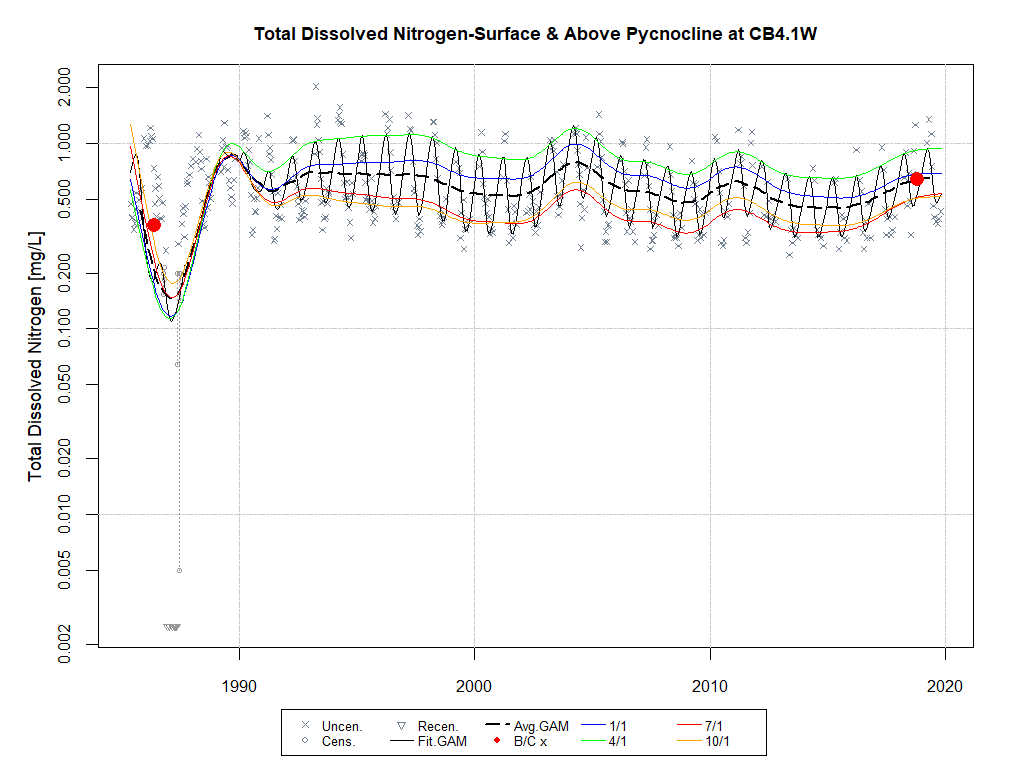 Total Dissolved Nitrogen-Surface & Above Pycnocline at CB4.1W
Total Dissolved Nitrogen [mg/L]
2.000
1.000
0.500
0.200
0.100
0.050
0.020
0.010
0.005
0.002
1990 2000 2010 2020
Uncen. Recen. Avg.GAM 1/1 7/1
Cens. Fit.GAM B/C x 4/1 10/1